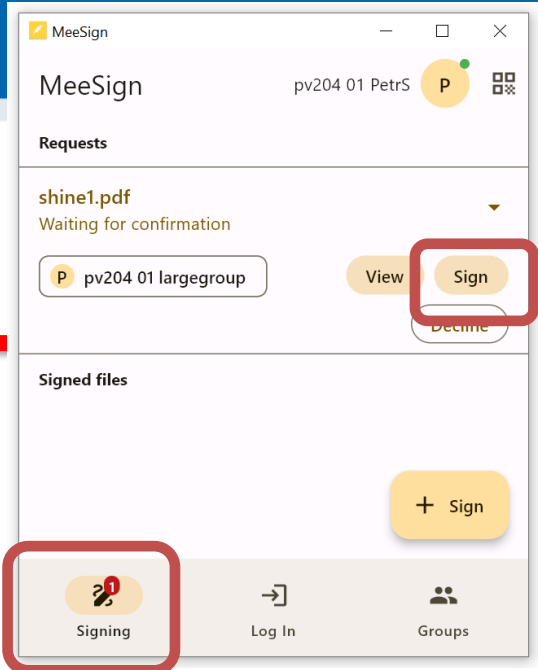 MeeSign
MeeSign
pv204 01 PetrS P
Requests
shine1.pdf
Waiting for confirmation
P pv204 01 largegroup
View
Sign
Decline
Signed files
+ Sign
1
Signing
Log In
Groups